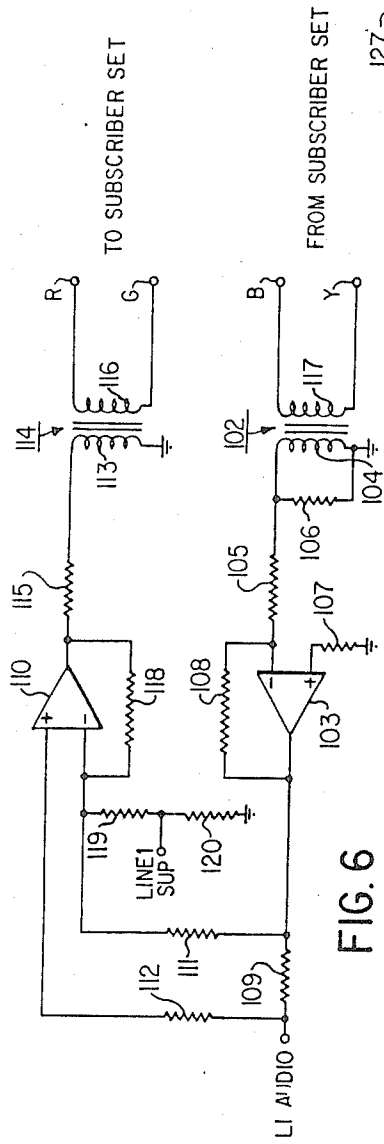 114
116
R
TO SUBSCRIBER SET
G
113
115
110
+
−
118
119
LINE1
SUP
120
111
112
109
L1 AUDIO
108
105
−
+
103
107
106
102
117
104
B
FROM SUBSCRIBER SET
Y
127
FIG. 6